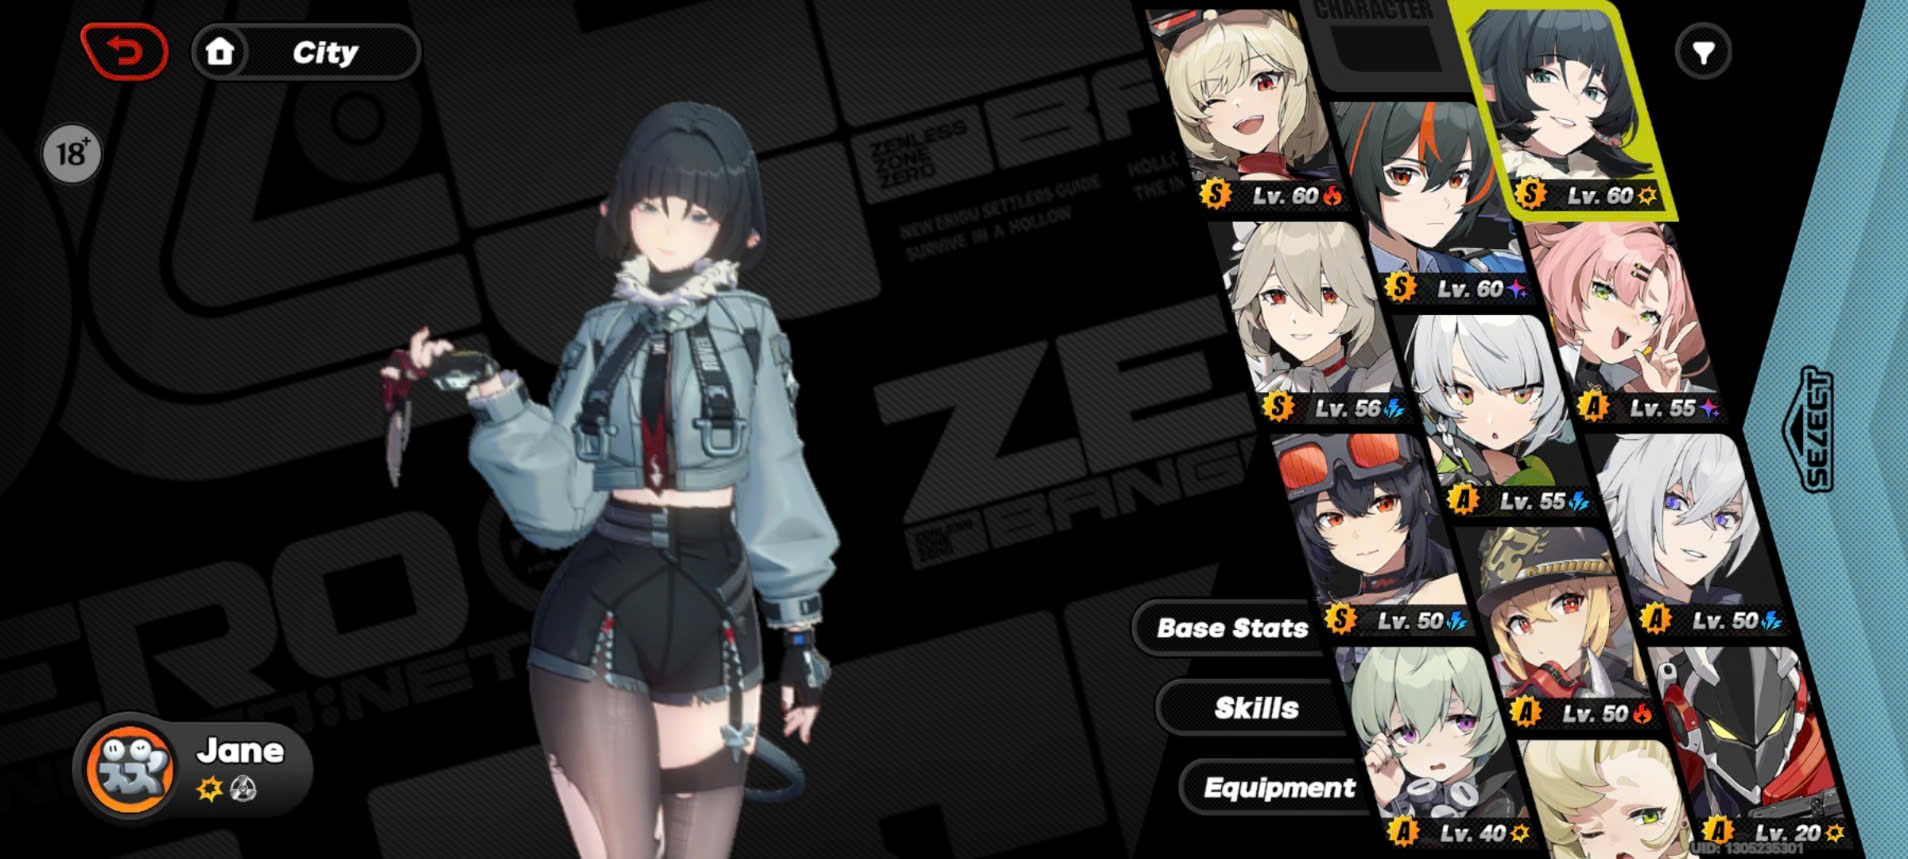 City
18+
CHARACTER
ZENLESS
ZONE
ZERO
NEW ERIDU SETTLERS GUIDE
SURVIVE IN A HOLLOW
S Lv. 60
S Lv. 60
S Lv. 60
S Lv. 56
A Lv. 55
A Lv. 55
SELECT
S Lv. 50
A Lv. 50
A Lv. 50
Base Stats
Skills
Equipment
A Lv. 40
A Lv. 20
Jane
UID: 1305235301